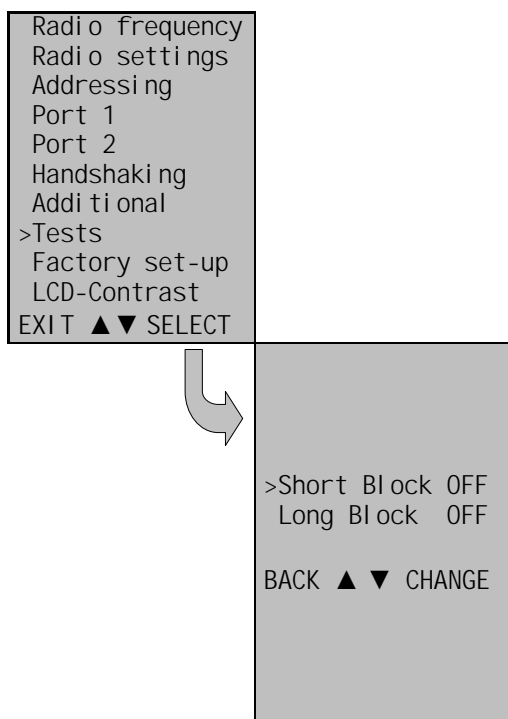 Radio frequency
Radio settings
Addressing
Port 1
Port 2
Handshaking
Additional
>Tests
Factory set-up
LCD-Contrast
EXIT ▲▼ SELECT
>Short Block OFF
Long Block OFF
BACK ▲ ▼ CHANGE